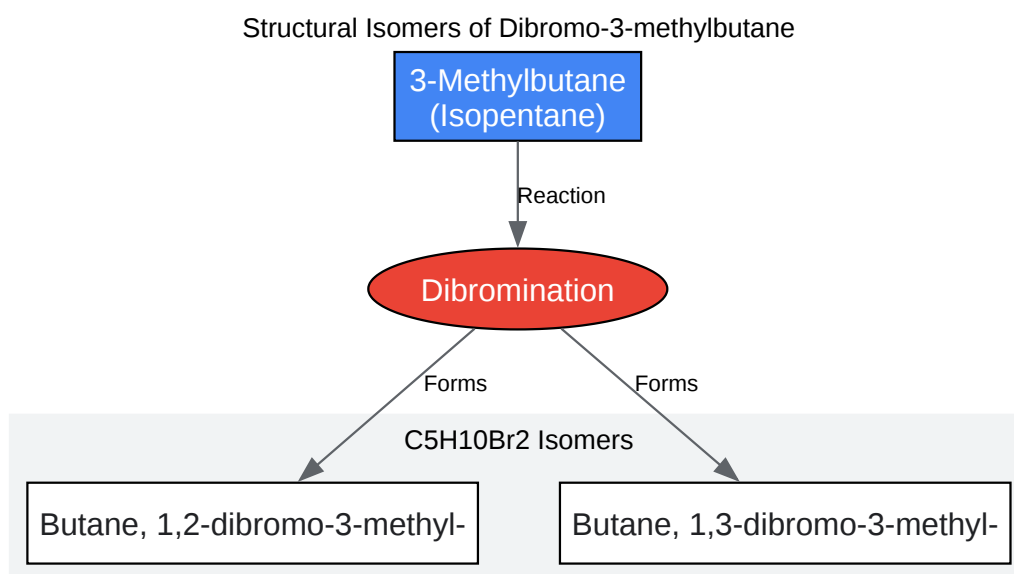 Structural Isomers of Dibromo-3-methylbutane
3-Methylbutane
(Isopentane)
Reaction
Dibromination
Forms
Forms
C5H10Br2 Isomers
Butane, 1,2-dibromo-3-methyl-
Butane, 1,3-dibromo-3-methyl-